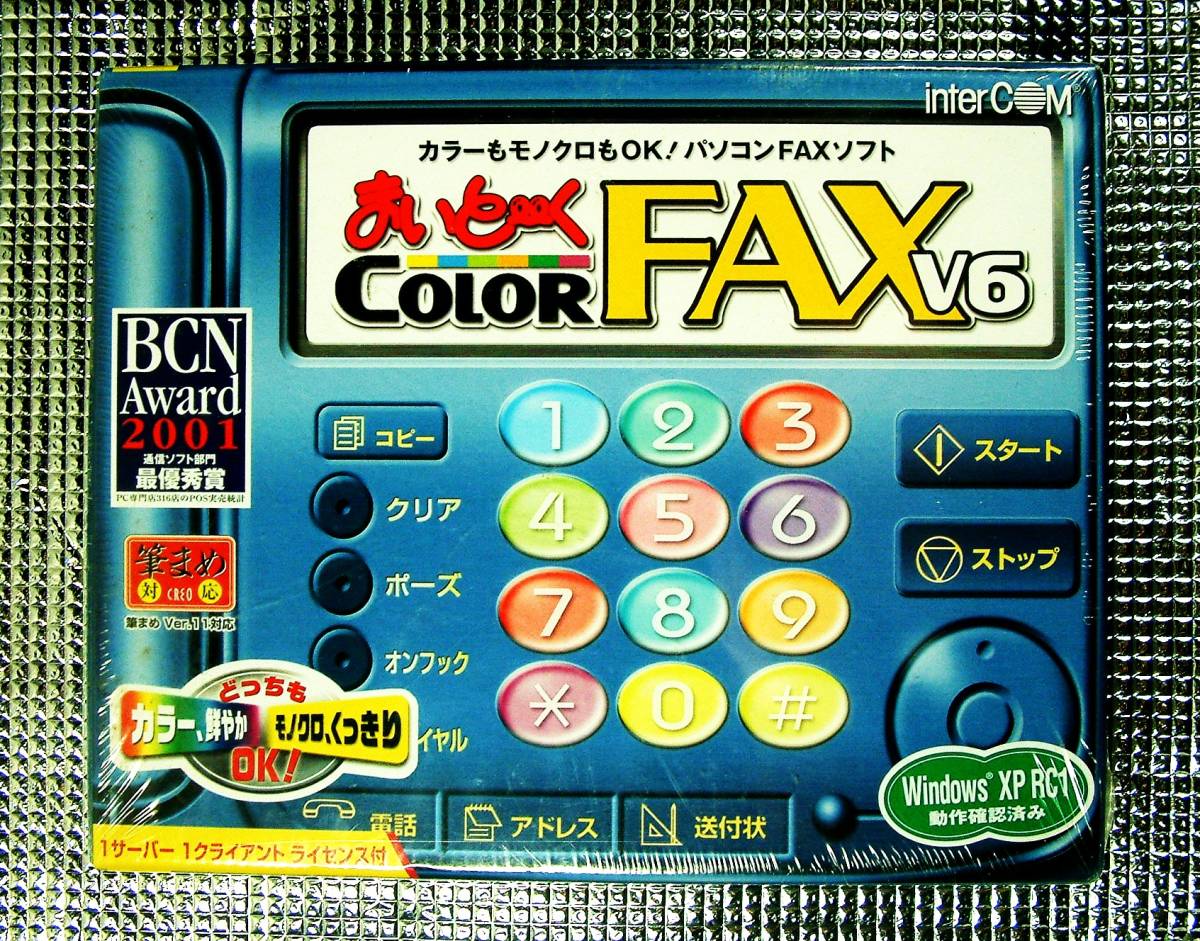 interCOM®
カラーもモノクロもOK！パソコンFAXソフト
まいと〜く
COLOR FAX V6
BCN
Award
2001
通信ソフト部門
最優秀賞
PC専門店316店のPOS実売統計
筆まめ
対 CREO 応
筆まめ Ver.11対応
コピー
クリア
ポーズ
オンフック
イヤル
1 2 3
4 5 6
7 8 9
* 0 #
スタート
ストップ
どっちも
カラー、鮮やか
モノクロ、くっきり
OK!
Windows® XP RC1
動作確認済み
電話
アドレス
送付状
1サーバー 1クライアント ライセンス付